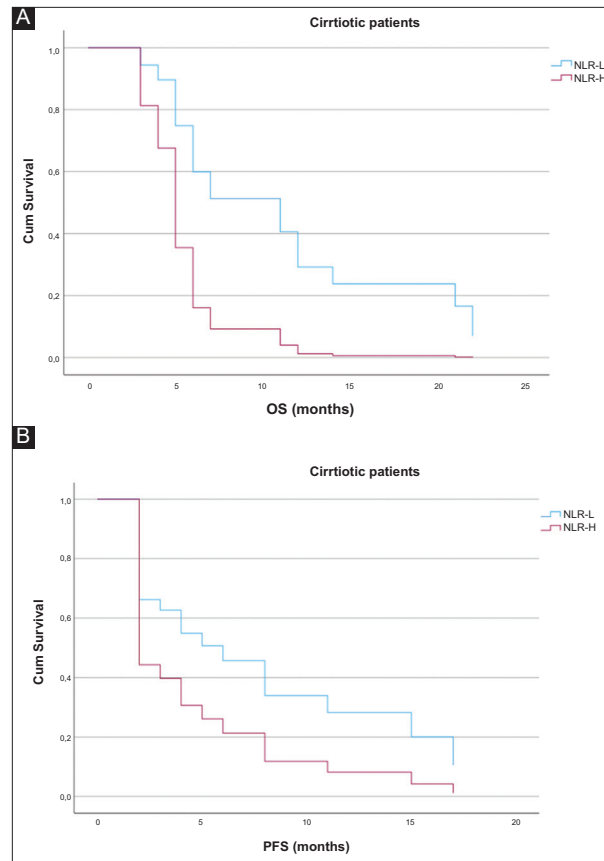 A
Cirrtiotic patients
1,0
0,8
0,6
0,4
0,2
0,0
Cum Survival
NLR-L
NLR-H
0 5 10 15 20 25
OS (months)
B
Cirrtiotic patients
1,0
0,8
0,6
0,4
0,2
0,0
Cum Survival
NLR-L
NLR-H
0 5 10 15 20
PFS (months)